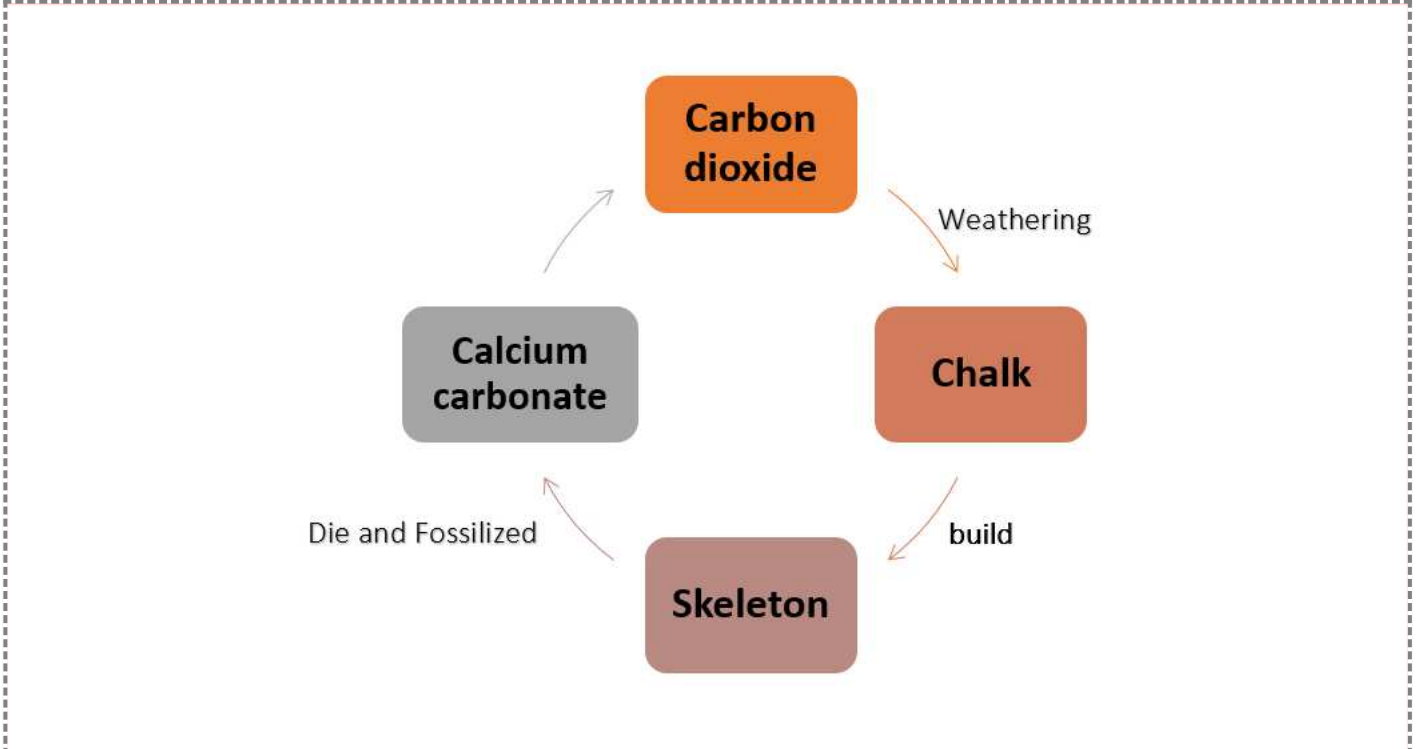 Carbon
dioxide
Weathering
Calcium
carbonate
Chalk
Die and Fossilized
build
Skeleton